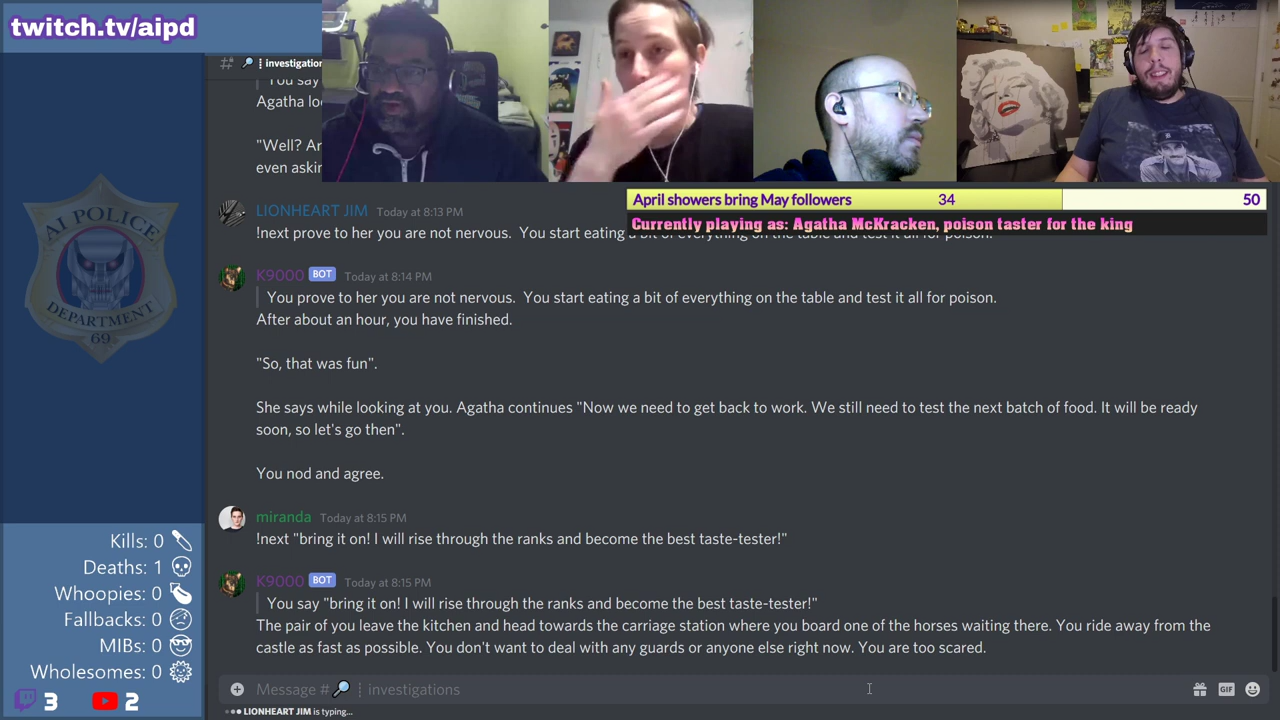 twitch.tv/aipd
# 🔎 ⋮ investigation
You say
Agatha lo
"Well? Ar
even askin
April showers bring May followers 34 50
Currently playing as: Agatha McKracken, poison taster for the king
LIONHEART JIM Today at 8:13 PM
!next prove to her you are not nervous. You start eating a bit of everything on the table and test it all for poison.
K9000 BOT Today at 8:14 PM
You prove to her you are not nervous. You start eating a bit of everything on the table and test it all for poison.
After about an hour, you have finished.
"So, that was fun".
She says while looking at you. Agatha continues "Now we need to get back to work. We still need to test the next batch of food. It will be ready
soon, so let's go then".
You nod and agree.
miranda Today at 8:15 PM
!next "bring it on! I will rise through the ranks and become the best taste-tester!"
K9000 BOT Today at 8:15 PM
You say "bring it on! I will rise through the ranks and become the best taste-tester!"
The pair of you leave the kitchen and head towards the carriage station where you board one of the horses waiting there. You ride away from the
castle as fast as possible. You don't want to deal with any guards or anyone else right now. You are too scared.
Message #🔎 ⋮ investigations
GIF
LIONHEART JIM is typing...
AI POLICE
DEPARTMENT
69
Kills: 0
Deaths: 1
Whoopies: 0
Fallbacks: 0
MIBs: 0
Wholesomes: 0
3 2